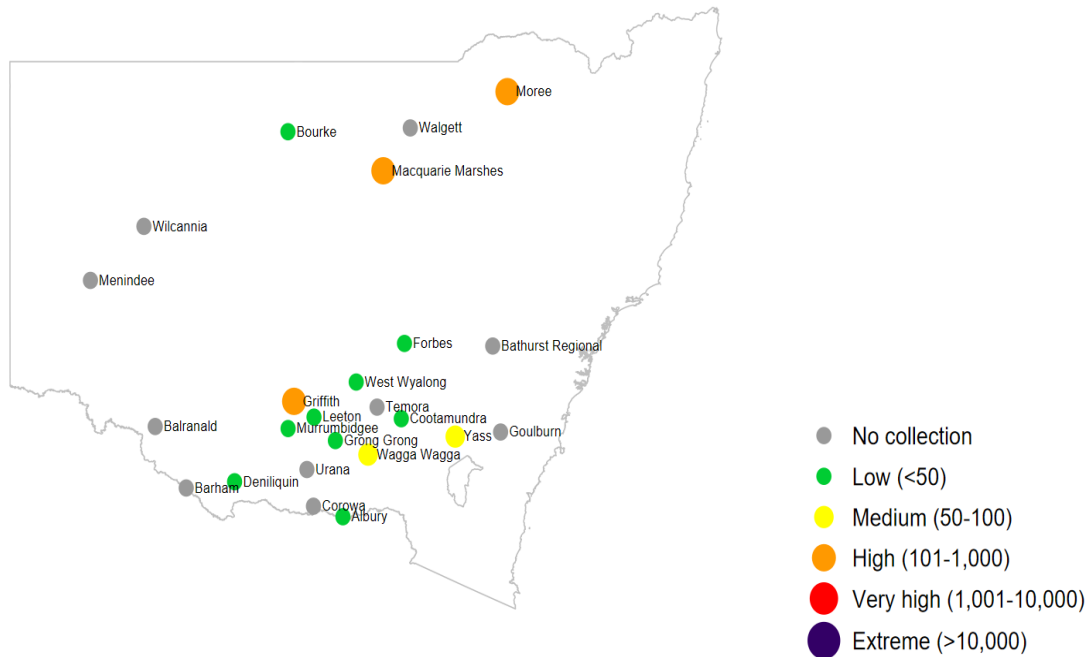 Moree
Walgett
Bourke
Macquarie Marshes
Wilcannia
Menindee
Forbes
Bathurst Regional
West Wyalong
Griffith
Temora
Leeton
Cootamundra
Balranald
Murrumbidgee
Goulburn
Yass
Grong Grong
Wagga Wagga
Urana
Deniliquin
Barham
Corowa
Albury
No collection
Low (<50)
Medium (50-100)
High (101-1,000)
Very high (1,001-10,000)
Extreme (>10,000)